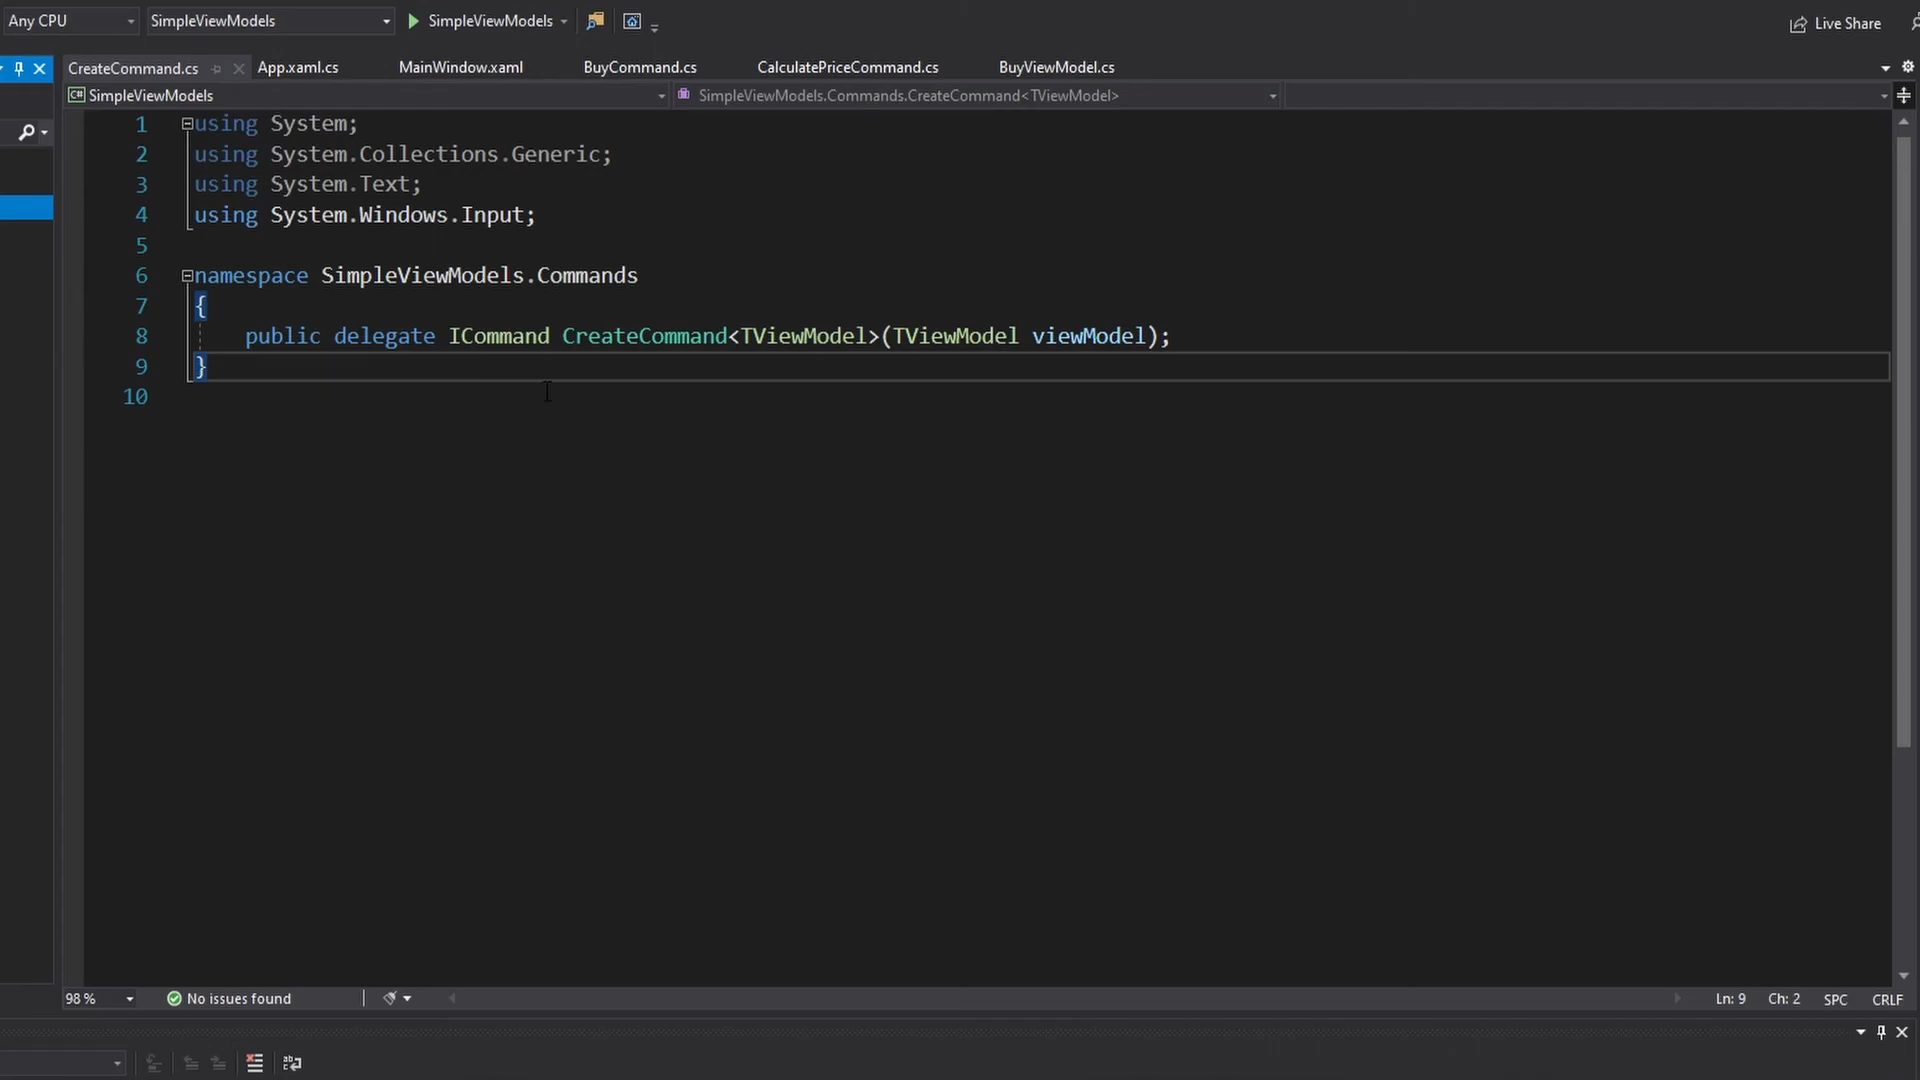 Any CPU SimpleViewModels SimpleViewModels Live Share
CreateCommand.cs App.xaml.cs MainWindow.xaml BuyCommand.cs CalculatePriceCommand.cs BuyViewModel.cs
C# SimpleViewModels SimpleViewModels.Commands.CreateCommand<TViewModel>
1 using System;
2 using System.Collections.Generic;
3 using System.Text;
4 using System.Windows.Input;
5
6 namespace SimpleViewModels.Commands
7 {
8 public delegate ICommand CreateCommand<TViewModel>(TViewModel viewModel);
9 }
10
98 % No issues found Ln: 9 Ch: 2 SPC CRLF